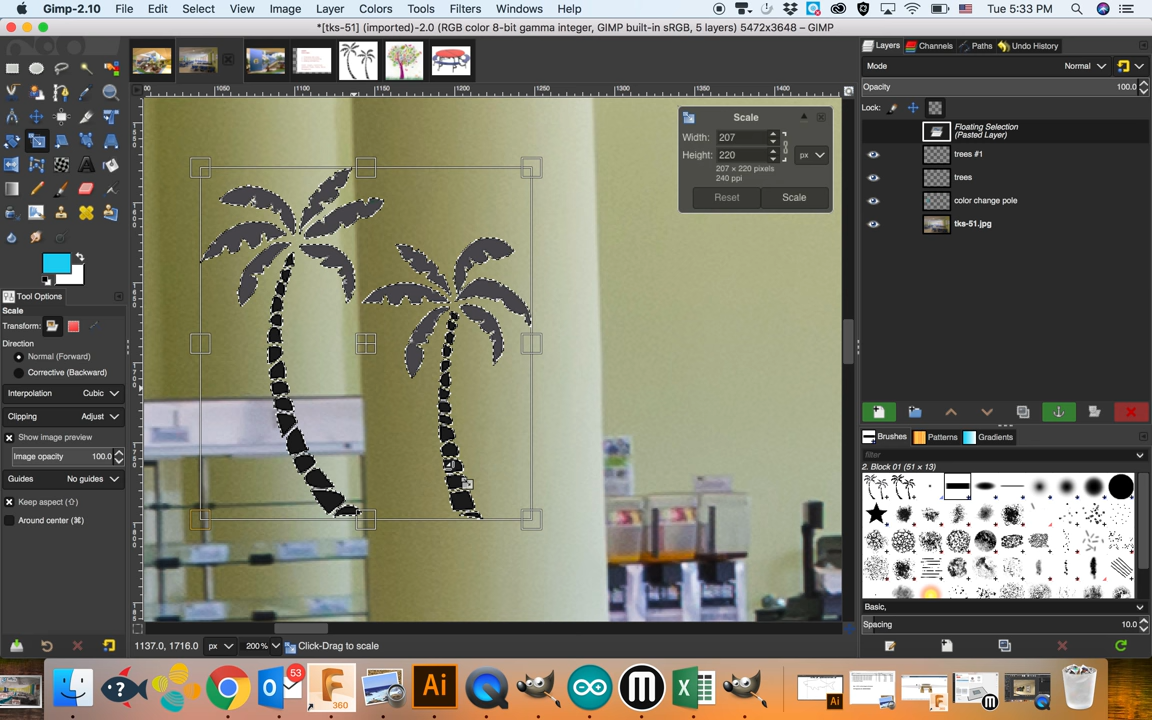 Gimp-2.10 File Edit Select View Image Layer Colors Tools Filters Windows Help Tue 5:33 PM
*[tks-51] (imported)-2.0 (RGB color 8-bit gamma integer, GIMP built-in sRGB, 5 layers) 5472x3648 – GIMP
Layers Channels Paths Undo History
Mode Normal
Opacity 100.0
Lock:
Floating Selection
(Pasted Layer)
trees #1
trees
color change pole
tks-51.jpg
1050 1100 1150 1200 1250 1300 1350 1400
Scale
Width: 207
Height: 220 px
207 × 220 pixels
240 ppi
Reset Scale
Tool Options
Scale
Transform:
Direction
Normal (Forward)
Corrective (Backward)
Interpolation Cubic
Clipping Adjust
Show image preview
Image opacity 100.0
Guides No guides
Keep aspect (⇧)
Around center (⌘)
Brushes Patterns Gradients
filter
2. Block 01 (51 × 13)
Basic,
Spacing 10.0
1137.0, 1716.0 px 200% Click-Drag to scale
53
F
360
Ai
M
X
Ai
F
M